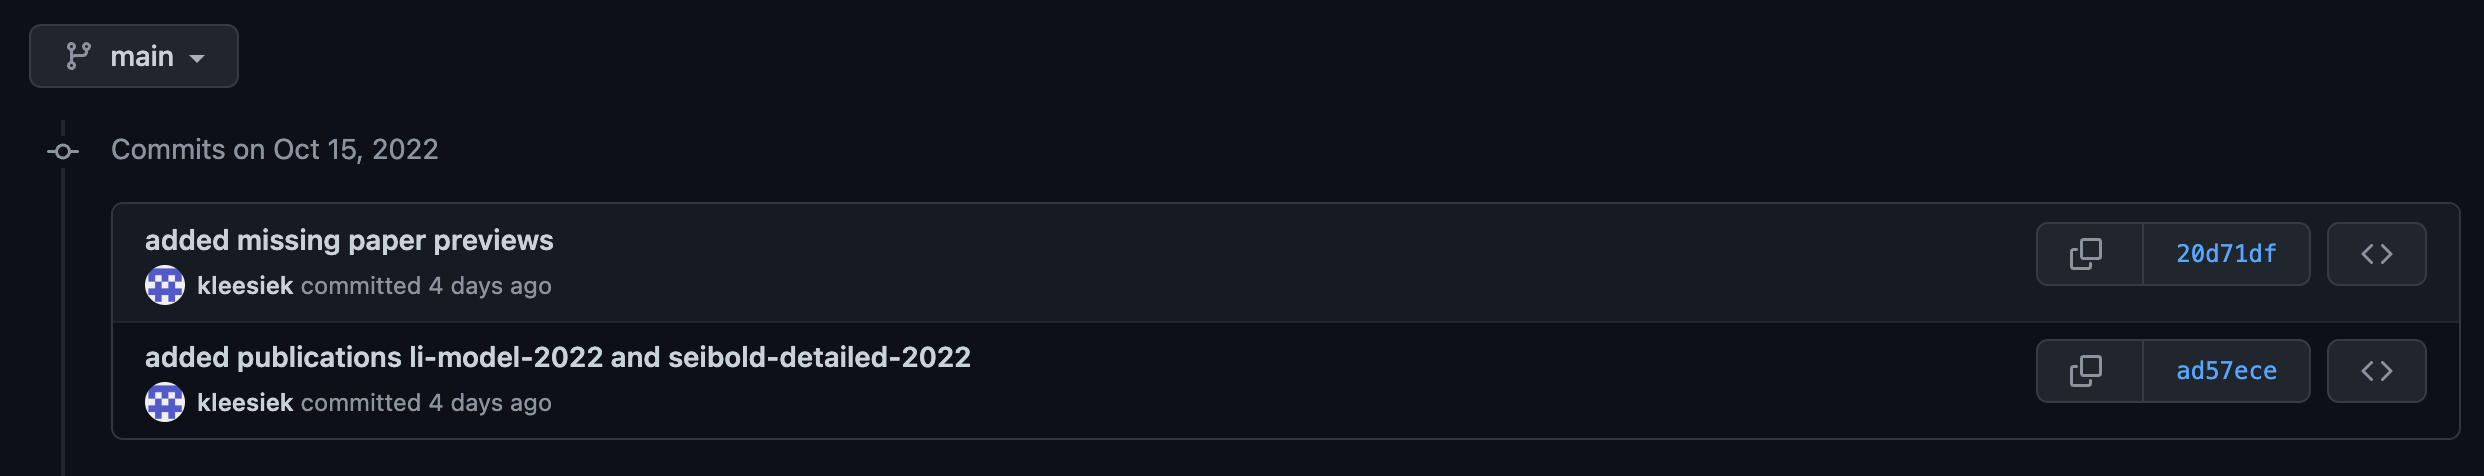 main
Commits on Oct 15, 2022
added missing paper previews
kleesiek committed 4 days ago
20d71df
added publications li-model-2022 and seibold-detailed-2022
kleesiek committed 4 days ago
ad57ece